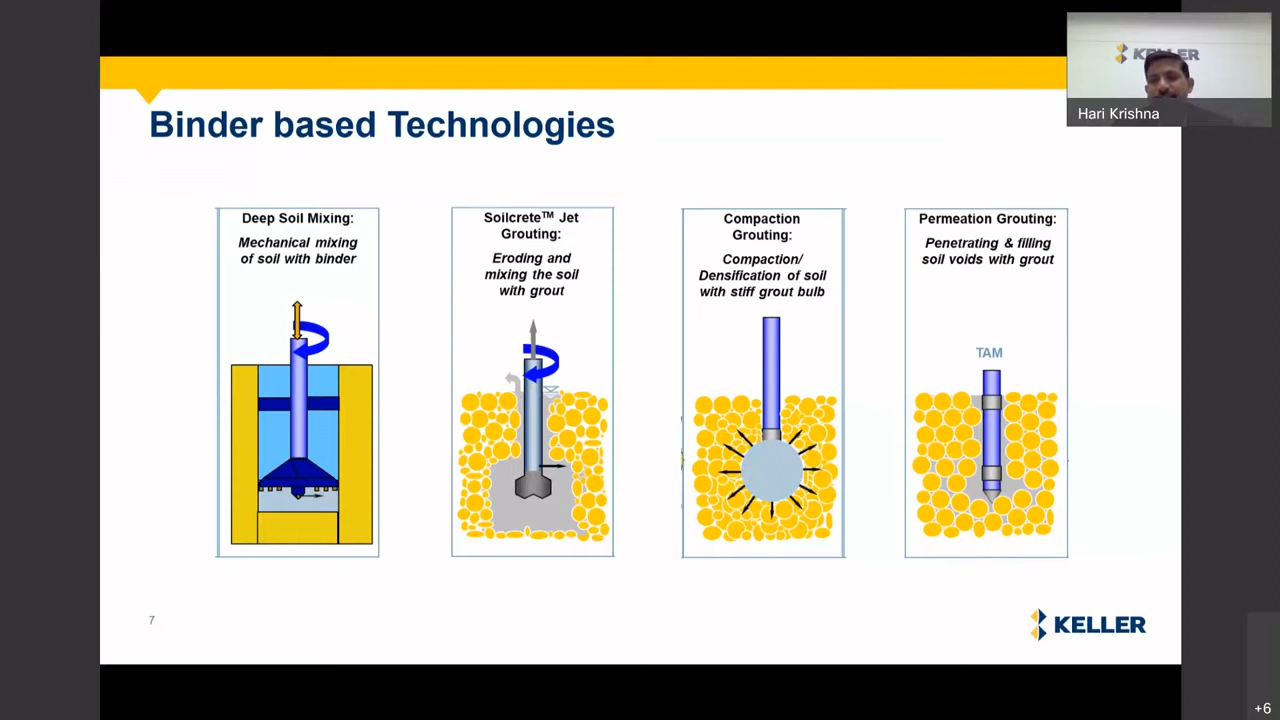 KELLER
Hari Krishna
Binder based Technologies
Deep Soil Mixing:
Mechanical mixing
of soil with binder
Soilcrete™ Jet
Grouting:
Eroding and
mixing the soil
with grout
Compaction
Grouting:
Compaction/
Densification of soil
with stiff grout bulb
Permeation Grouting:
Penetrating & filling
soil voids with grout
TAM
7
KELLER
+6